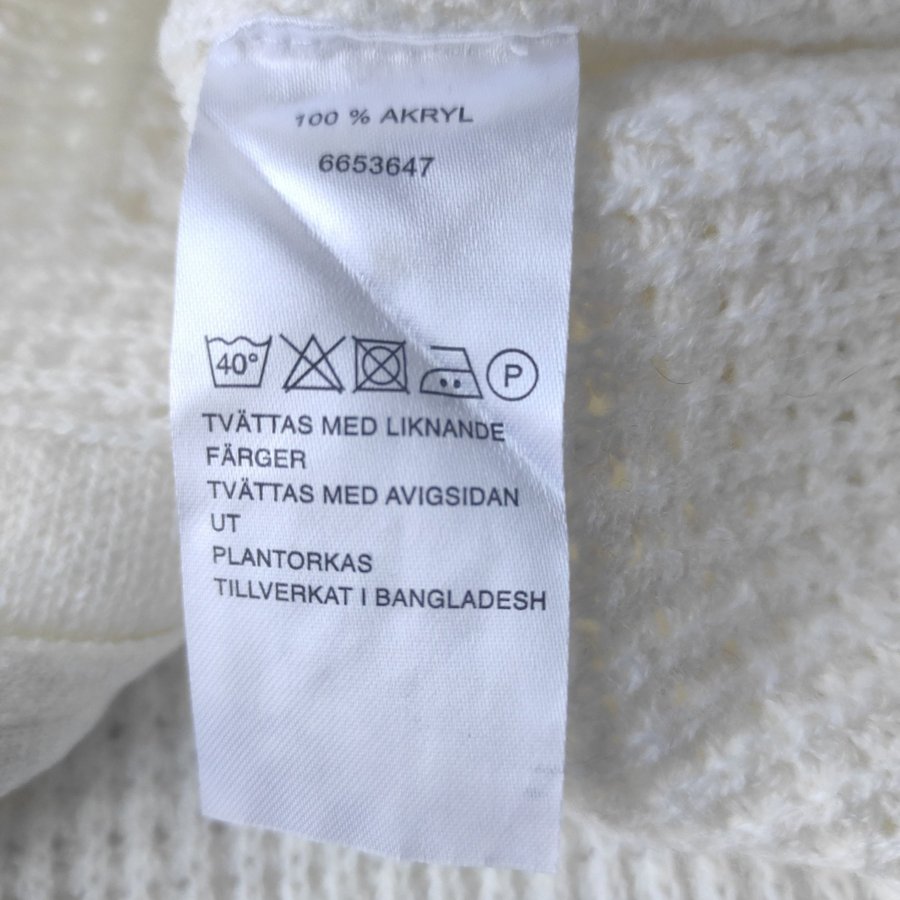 100 % AKRYL
6653647
40° P
TVÄTTAS MED LIKNANDE
FÄRGER
TVÄTTAS MED AVIGSIDAN
UT
PLANTORKAS
TILLVERKAT I BANGLADESH